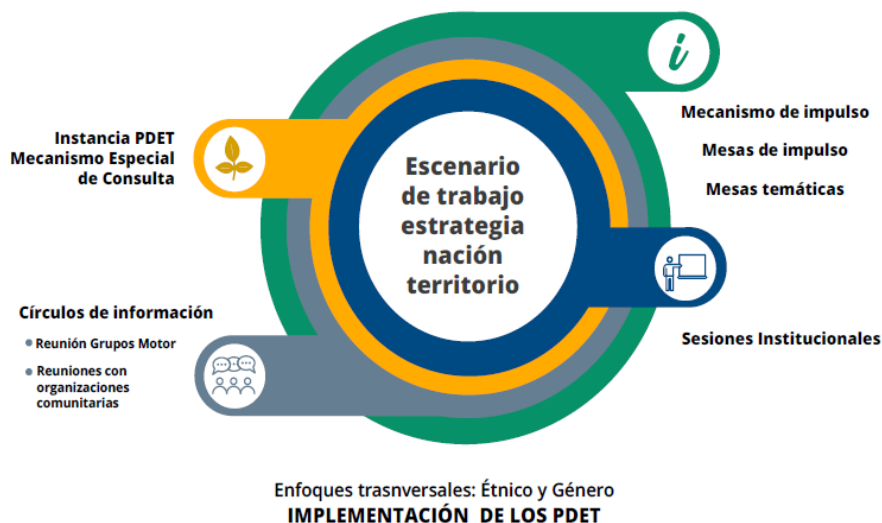 Instancia PDET
Mecanismo Especial
de Consulta
Círculos de información
Reunión Grupos Motor
Reuniones con
organizaciones
comunitarias
Escenario
de trabajo
estrategia
nación
territorio
i
Mecanismo de impulso
Mesas de impulso
Mesas temáticas
Sesiones Institucionales
Enfoques trasnversales: Étnico y Género
IMPLEMENTACIÓN DE LOS PDET